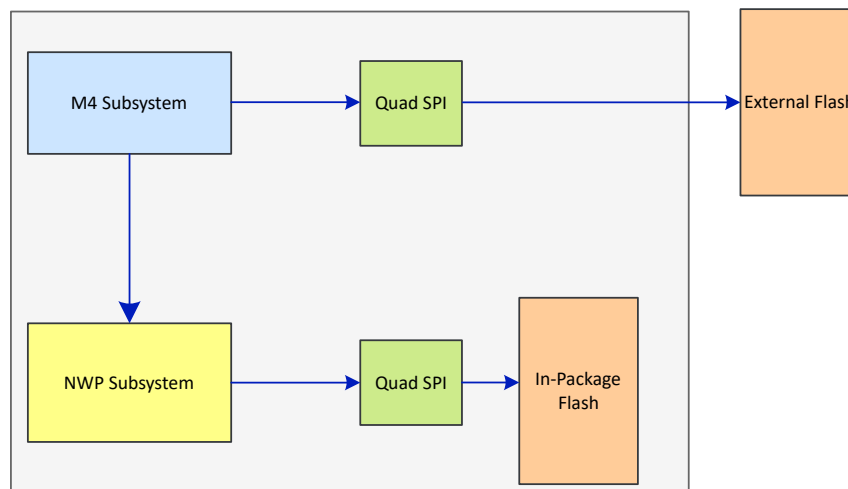 M4 Subsystem
Quad SPI
External Flash
NWP Subsystem
Quad SPI
In-Package
Flash